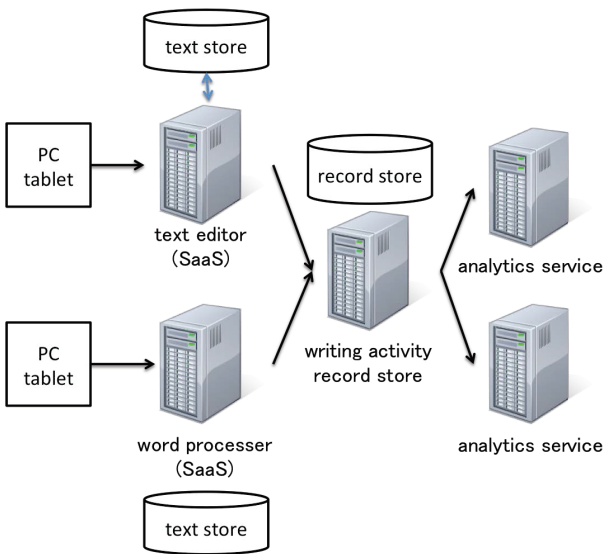 text store
PC
tablet
text editor
(SaaS)
record store
analytics service
PC
tablet
writing activity
record store
word processer
(SaaS)
analytics service
text store